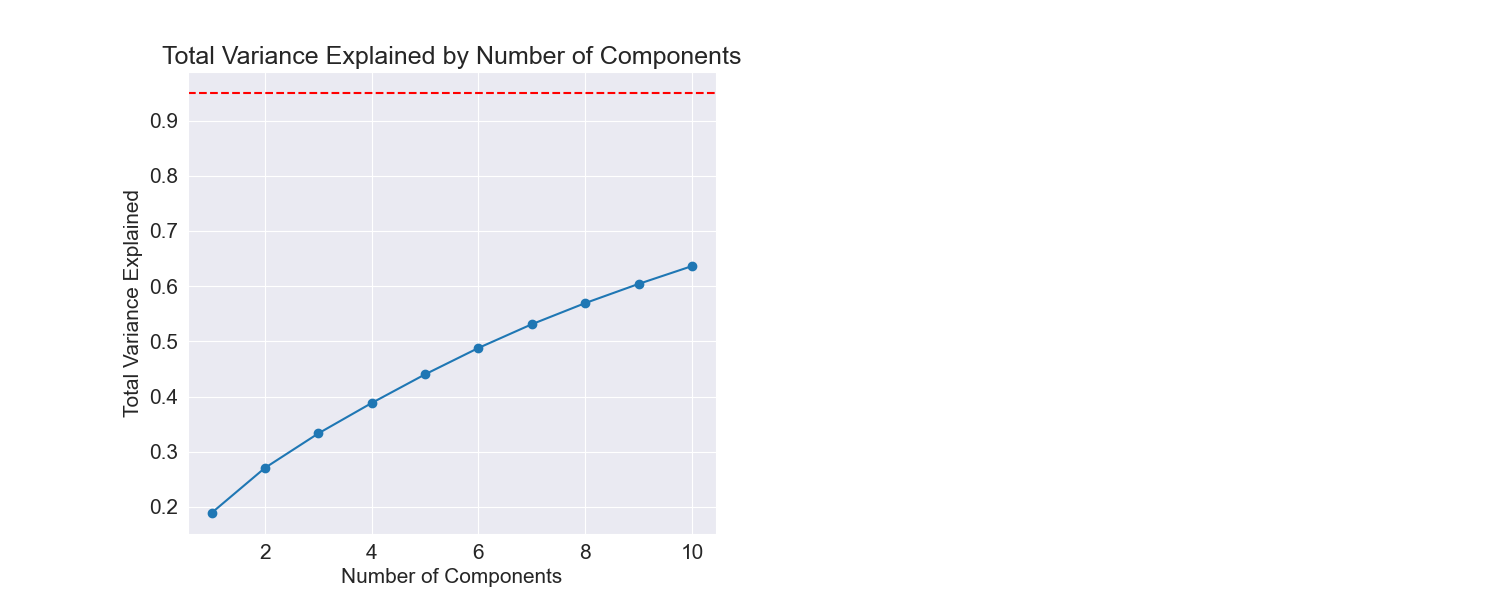 Total Variance Explained by Number of Components
0.9
0.8
0.7
0.6
0.5
0.4
0.3
0.2
Total Variance Explained
2 4 6 8 10
Number of Components